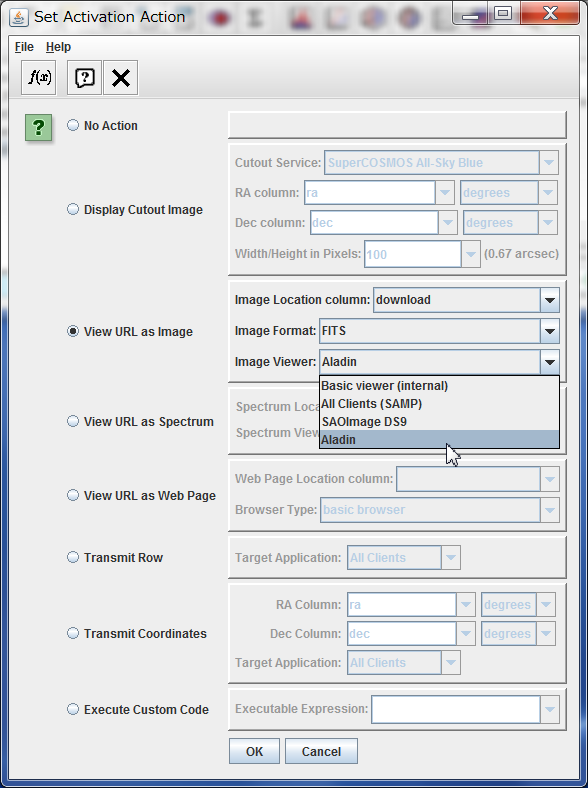 Set Activation Action
File Help
f(x)
?
No Action
Display Cutout Image
Cutout Service: SuperCOSMOS All-Sky Blue
RA column: ra degrees
Dec column: dec degrees
Width/Height in Pixels: 100 (0.67 arcsec)
View URL as Image
Image Location column: download
Image Format: FITS
Image Viewer: Aladin
Basic viewer (internal)
All Clients (SAMP)
SAOImage DS9
Aladin
View URL as Spectrum
Spectrum Loca
Spectrum View
View URL as Web Page
Web Page Location column:
Browser Type: basic browser
Transmit Row
Target Application: All Clients
Transmit Coordinates
RA Column: ra degrees
Dec Column: dec degrees
Target Application: All Clients
Execute Custom Code
Executable Expression:
OK Cancel